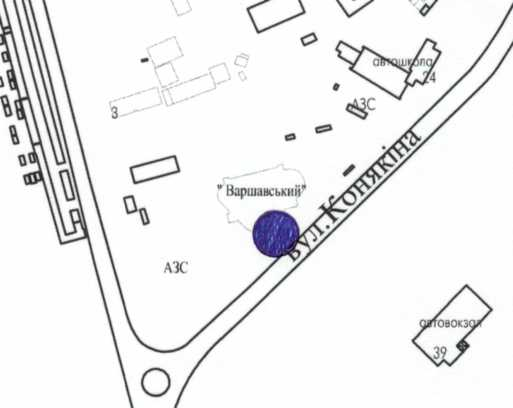 автошкола
24
АЗС
3
" Варшавський"
вул.Конякіна
АЗС
автовокзал
39